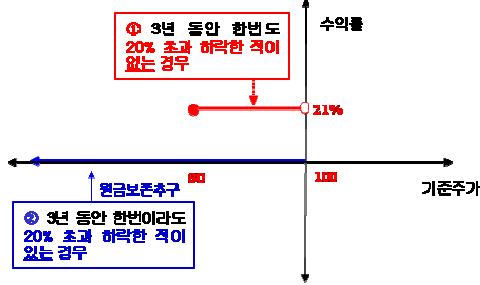 ① 3년 동안 한번도
20% 초과 하락한 적이
없는 경우
수익률
21%
80
100
기준주가
원금보존추구
② 3년 동안 한번이라도
20% 초과 하락한 적이
있는 경우